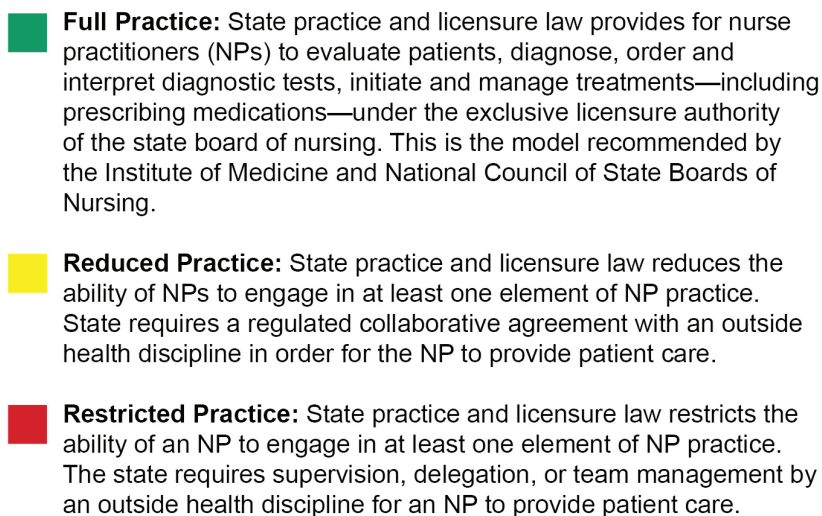 Full Practice: State practice and licensure law provides for nurse
practitioners (NPs) to evaluate patients, diagnose, order and
interpret diagnostic tests, initiate and manage treatments—including
prescribing medications—under the exclusive licensure authority
of the state board of nursing. This is the model recommended by
the Institute of Medicine and National Council of State Boards of
Nursing.
Reduced Practice: State practice and licensure law reduces the
ability of NPs to engage in at least one element of NP practice.
State requires a regulated collaborative agreement with an outside
health discipline in order for the NP to provide patient care.
Restricted Practice: State practice and licensure law restricts the
ability of an NP to engage in at least one element of NP practice.
The state requires supervision, delegation, or team management by
an outside health discipline for an NP to provide patient care.